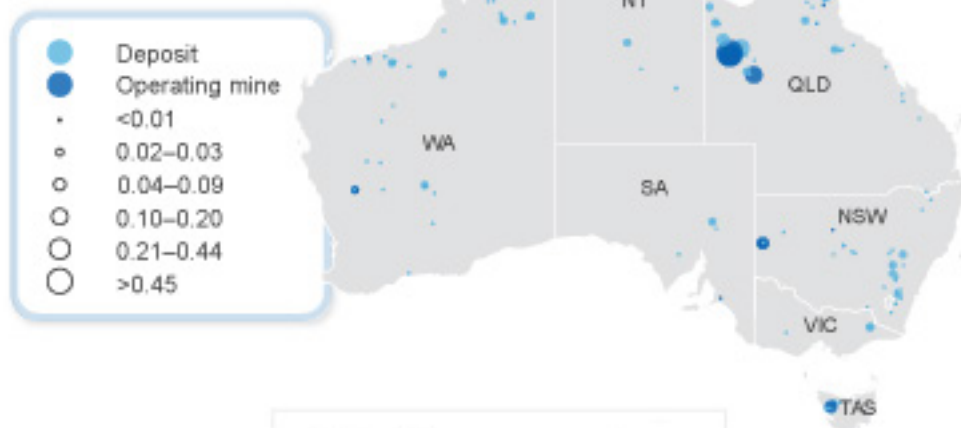 NT
Deposit
Operating mine
QLD
<0.01
WA
0.02–0.03
0.04–0.09
SA
0.10–0.20
NSW
0.21–0.44
>0.45
VIC
TAS